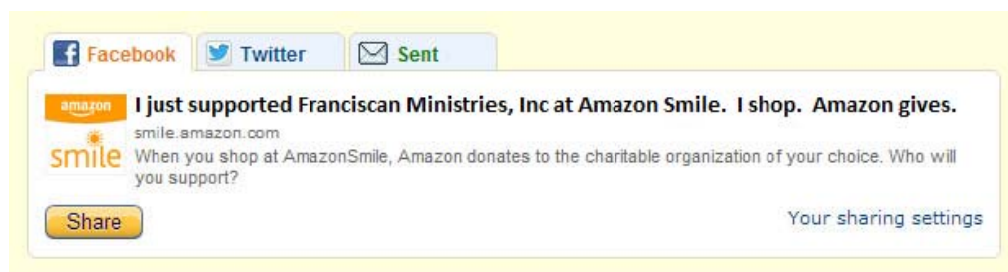 Facebook Twitter Sent
amazon
smile
I just supported Franciscan Ministries, Inc at Amazon Smile. I shop. Amazon gives.
smile.amazon.com
When you shop at AmazonSmile, Amazon donates to the charitable organization of your choice. Who will
you support?
Share
Your sharing settings